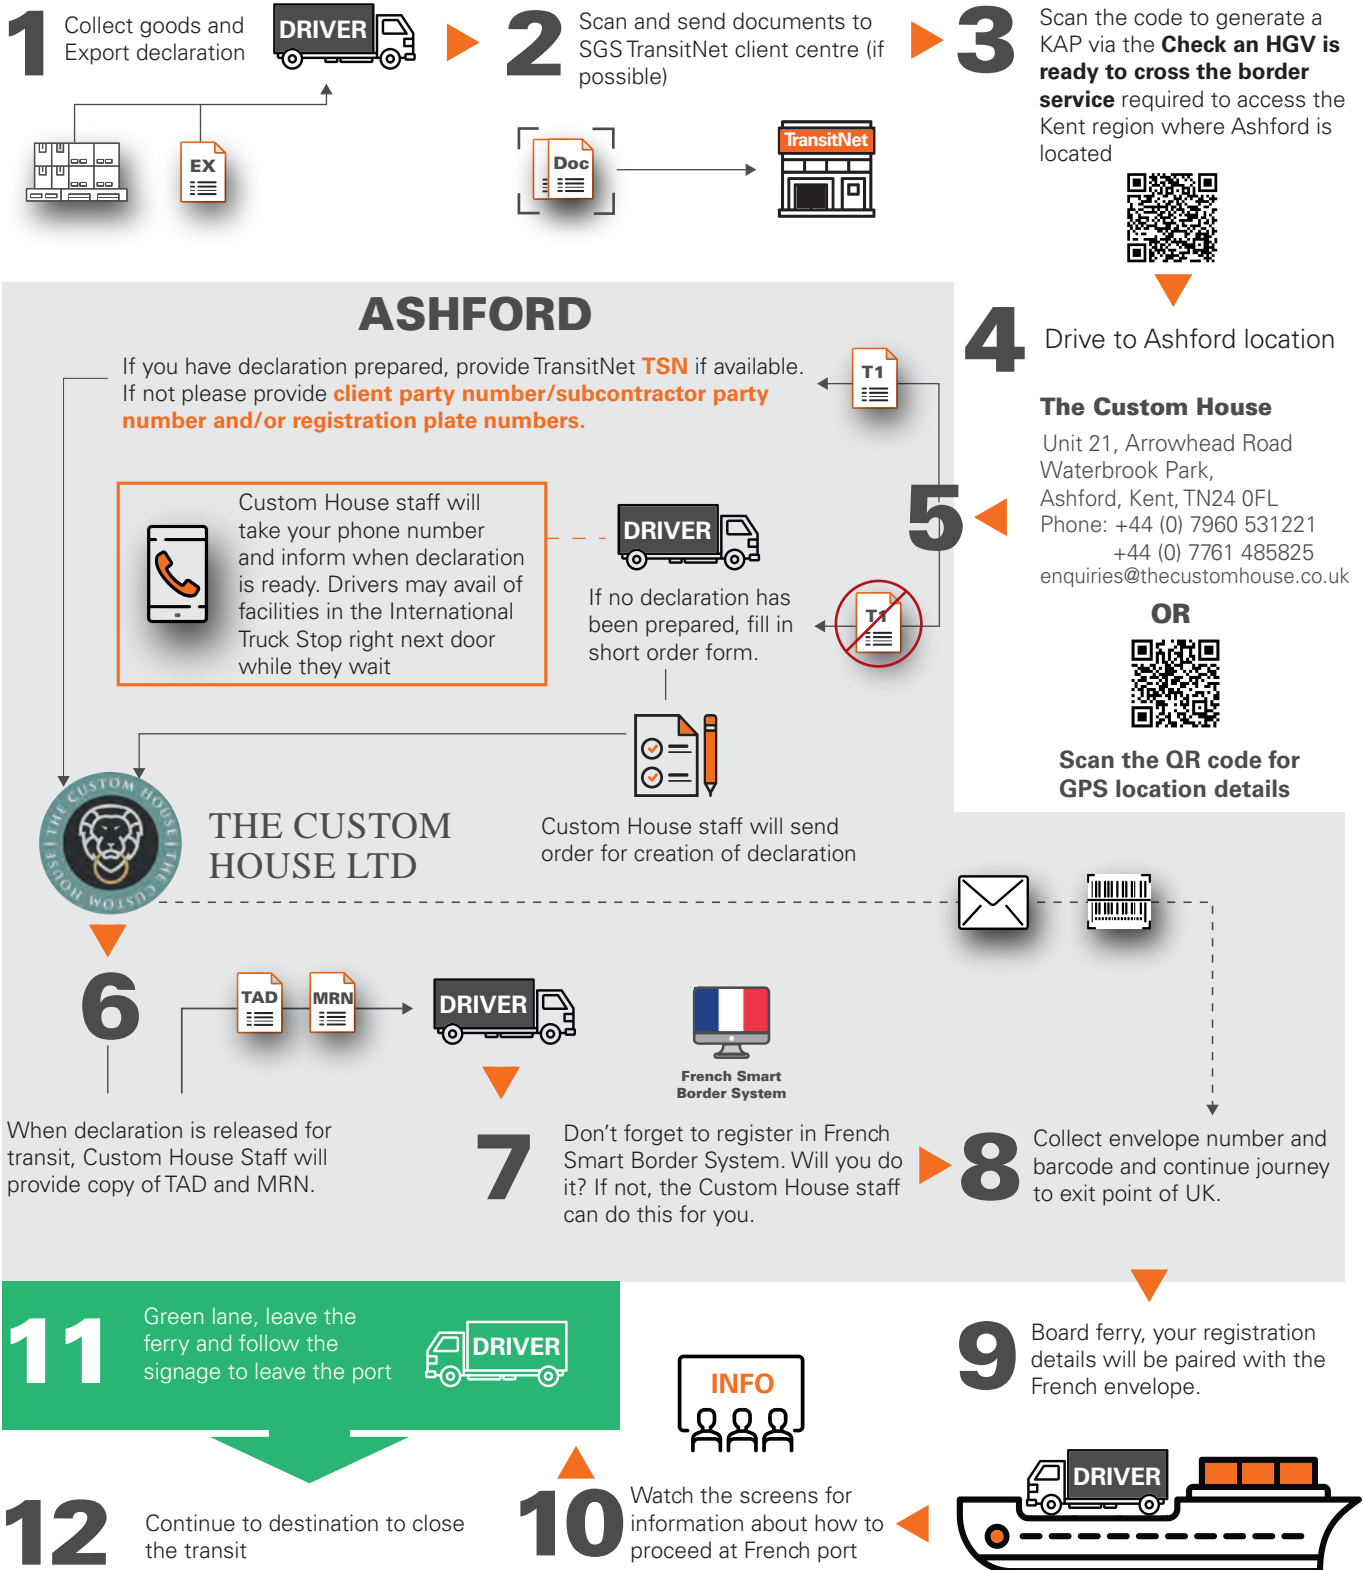 1
Collect goods and
Export declaration
DRIVER
EX
2
Scan and send documents to
SGS TransitNet client centre (if
possible)
Doc
TransitNet
3
Scan the code to generate a
KAP via the Check an HGV is
ready to cross the border
service required to access the
Kent region where Ashford is
located
4
Drive to Ashford location
The Custom House
Unit 21, Arrowhead Road
Waterbrook Park,
Ashford, Kent, TN24 0FL
Phone: +44 (0) 7960 531221
+44 (0) 7761 485825
enquiries@thecustomhouse.co.uk
OR
Scan the QR code for
GPS location details
ASHFORD
5
T1
If you have declaration prepared, provide TransitNet TSN if available.
If not please provide client party number/subcontractor party
number and/or registration plate numbers.
T1
DRIVER
If no declaration has
been prepared, fill in
short order form.
Custom House staff will
take your phone number
and inform when declaration
is ready. Drivers may avail of
facilities in the International
Truck Stop right next door
while they wait
Custom House staff will send
order for creation of declaration
THE CUSTOM HOUSE | THE CUSTOM HOUSE |
THE CUSTOM
HOUSE LTD
6
TAD
MRN
DRIVER
When declaration is released for
transit, Custom House Staff will
provide copy of TAD and MRN.
French Smart
Border System
7
Don't forget to register in French
Smart Border System. Will you do
it? If not, the Custom House staff
can do this for you.
8
Collect envelope number and
barcode and continue journey
to exit point of UK.
9
Board ferry, your registration
details will be paired with the
French envelope.
DRIVER
INFO
10
Watch the screens for
information about how to
proceed at French port
11
Green lane, leave the
ferry and follow the
signage to leave the port
DRIVER
12
Continue to destination to close
the transit